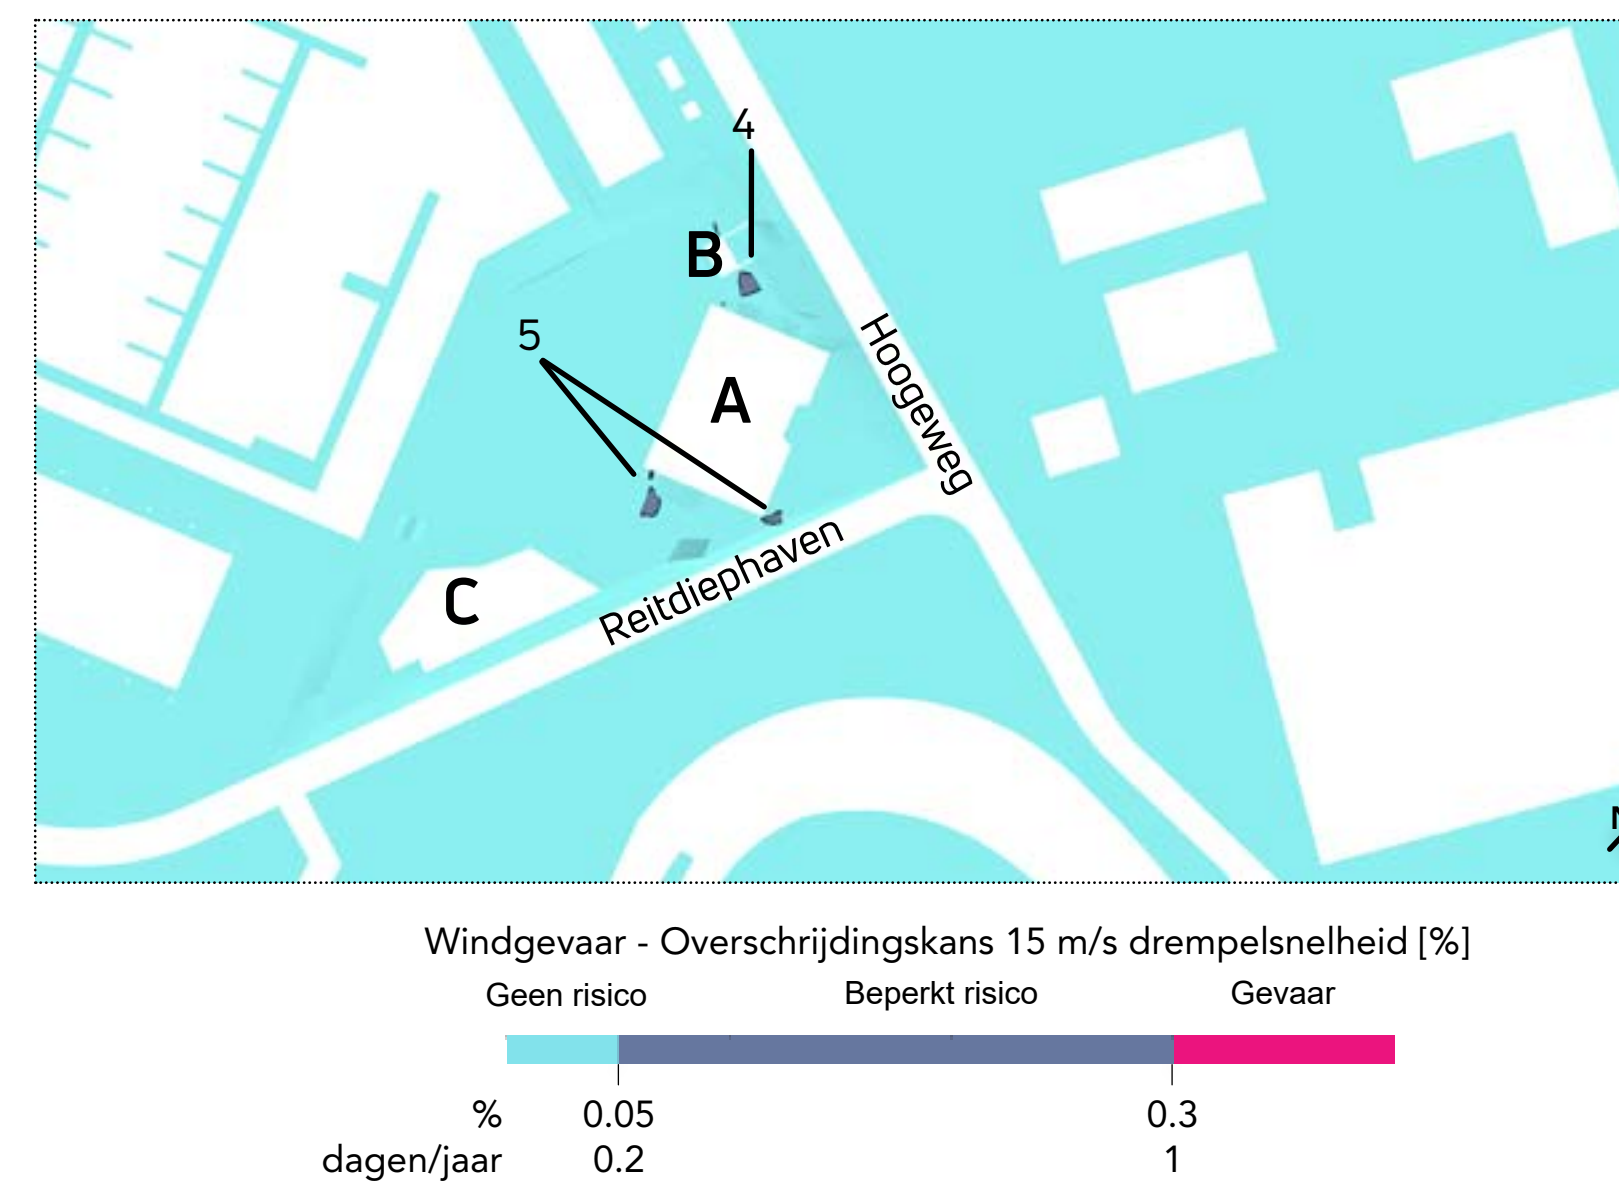 4
B
5
Hoogeweg
A
Reitdiephaven
C
Windgevaar - Overschrijdingskans 15 m/s drempelsnelheid [%]
Geen risico Beperkt risico Gevaar
% 0.05 0.3
dagen/jaar 0.2 1